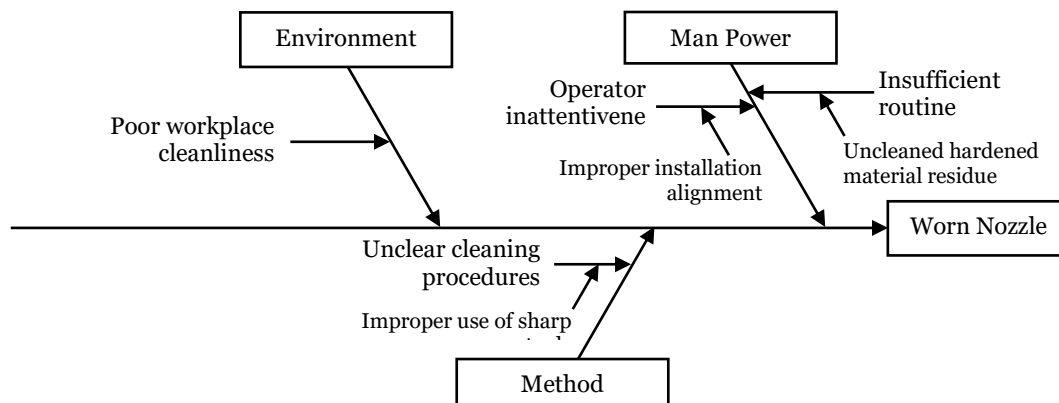 Environment
Man Power
Operator
inattentivene
Insufficient
routine
Poor workplace
cleanliness
Improper installation
alignment
Uncleaned hardened
material residue
Worn Nozzle
Unclear cleaning
procedures
Improper use of sharp
Method